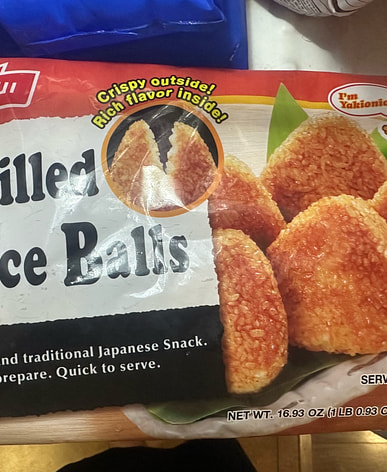 UI
Crispy outside!
Rich flavor inside!
I'm
illed
ce Balls
nd traditional Japanese Snack.
repare. Quick to serve.
SERV
NET WT. 16.93 OZ (1 LB 0.93 O